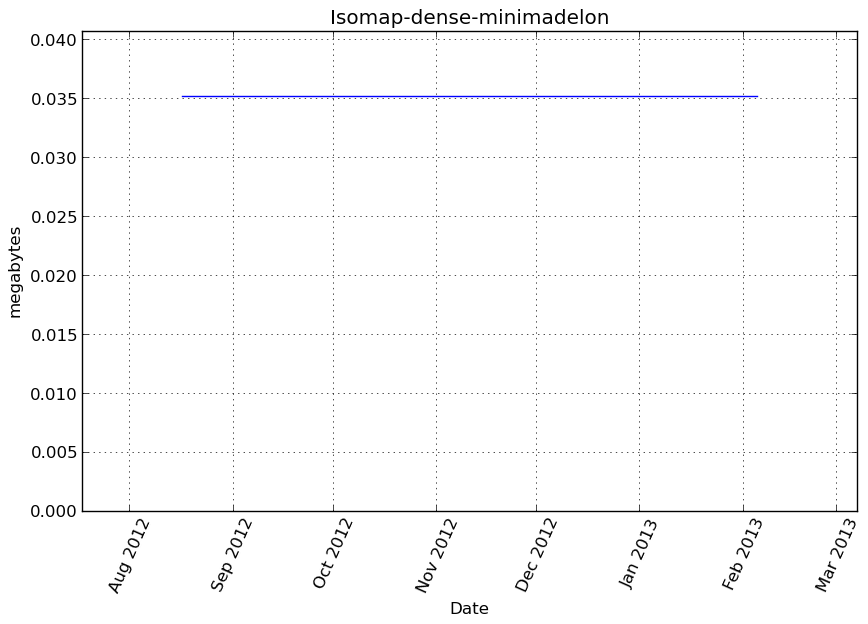 Isomap-dense-minimadelon
0.040
0.035
0.030
0.025
0.020
0.015
0.010
0.005
0.000
megabytes
Aug 2012
Sep 2012
Oct 2012
Nov 2012
Dec 2012
Jan 2013
Feb 2013
Mar 2013
Date